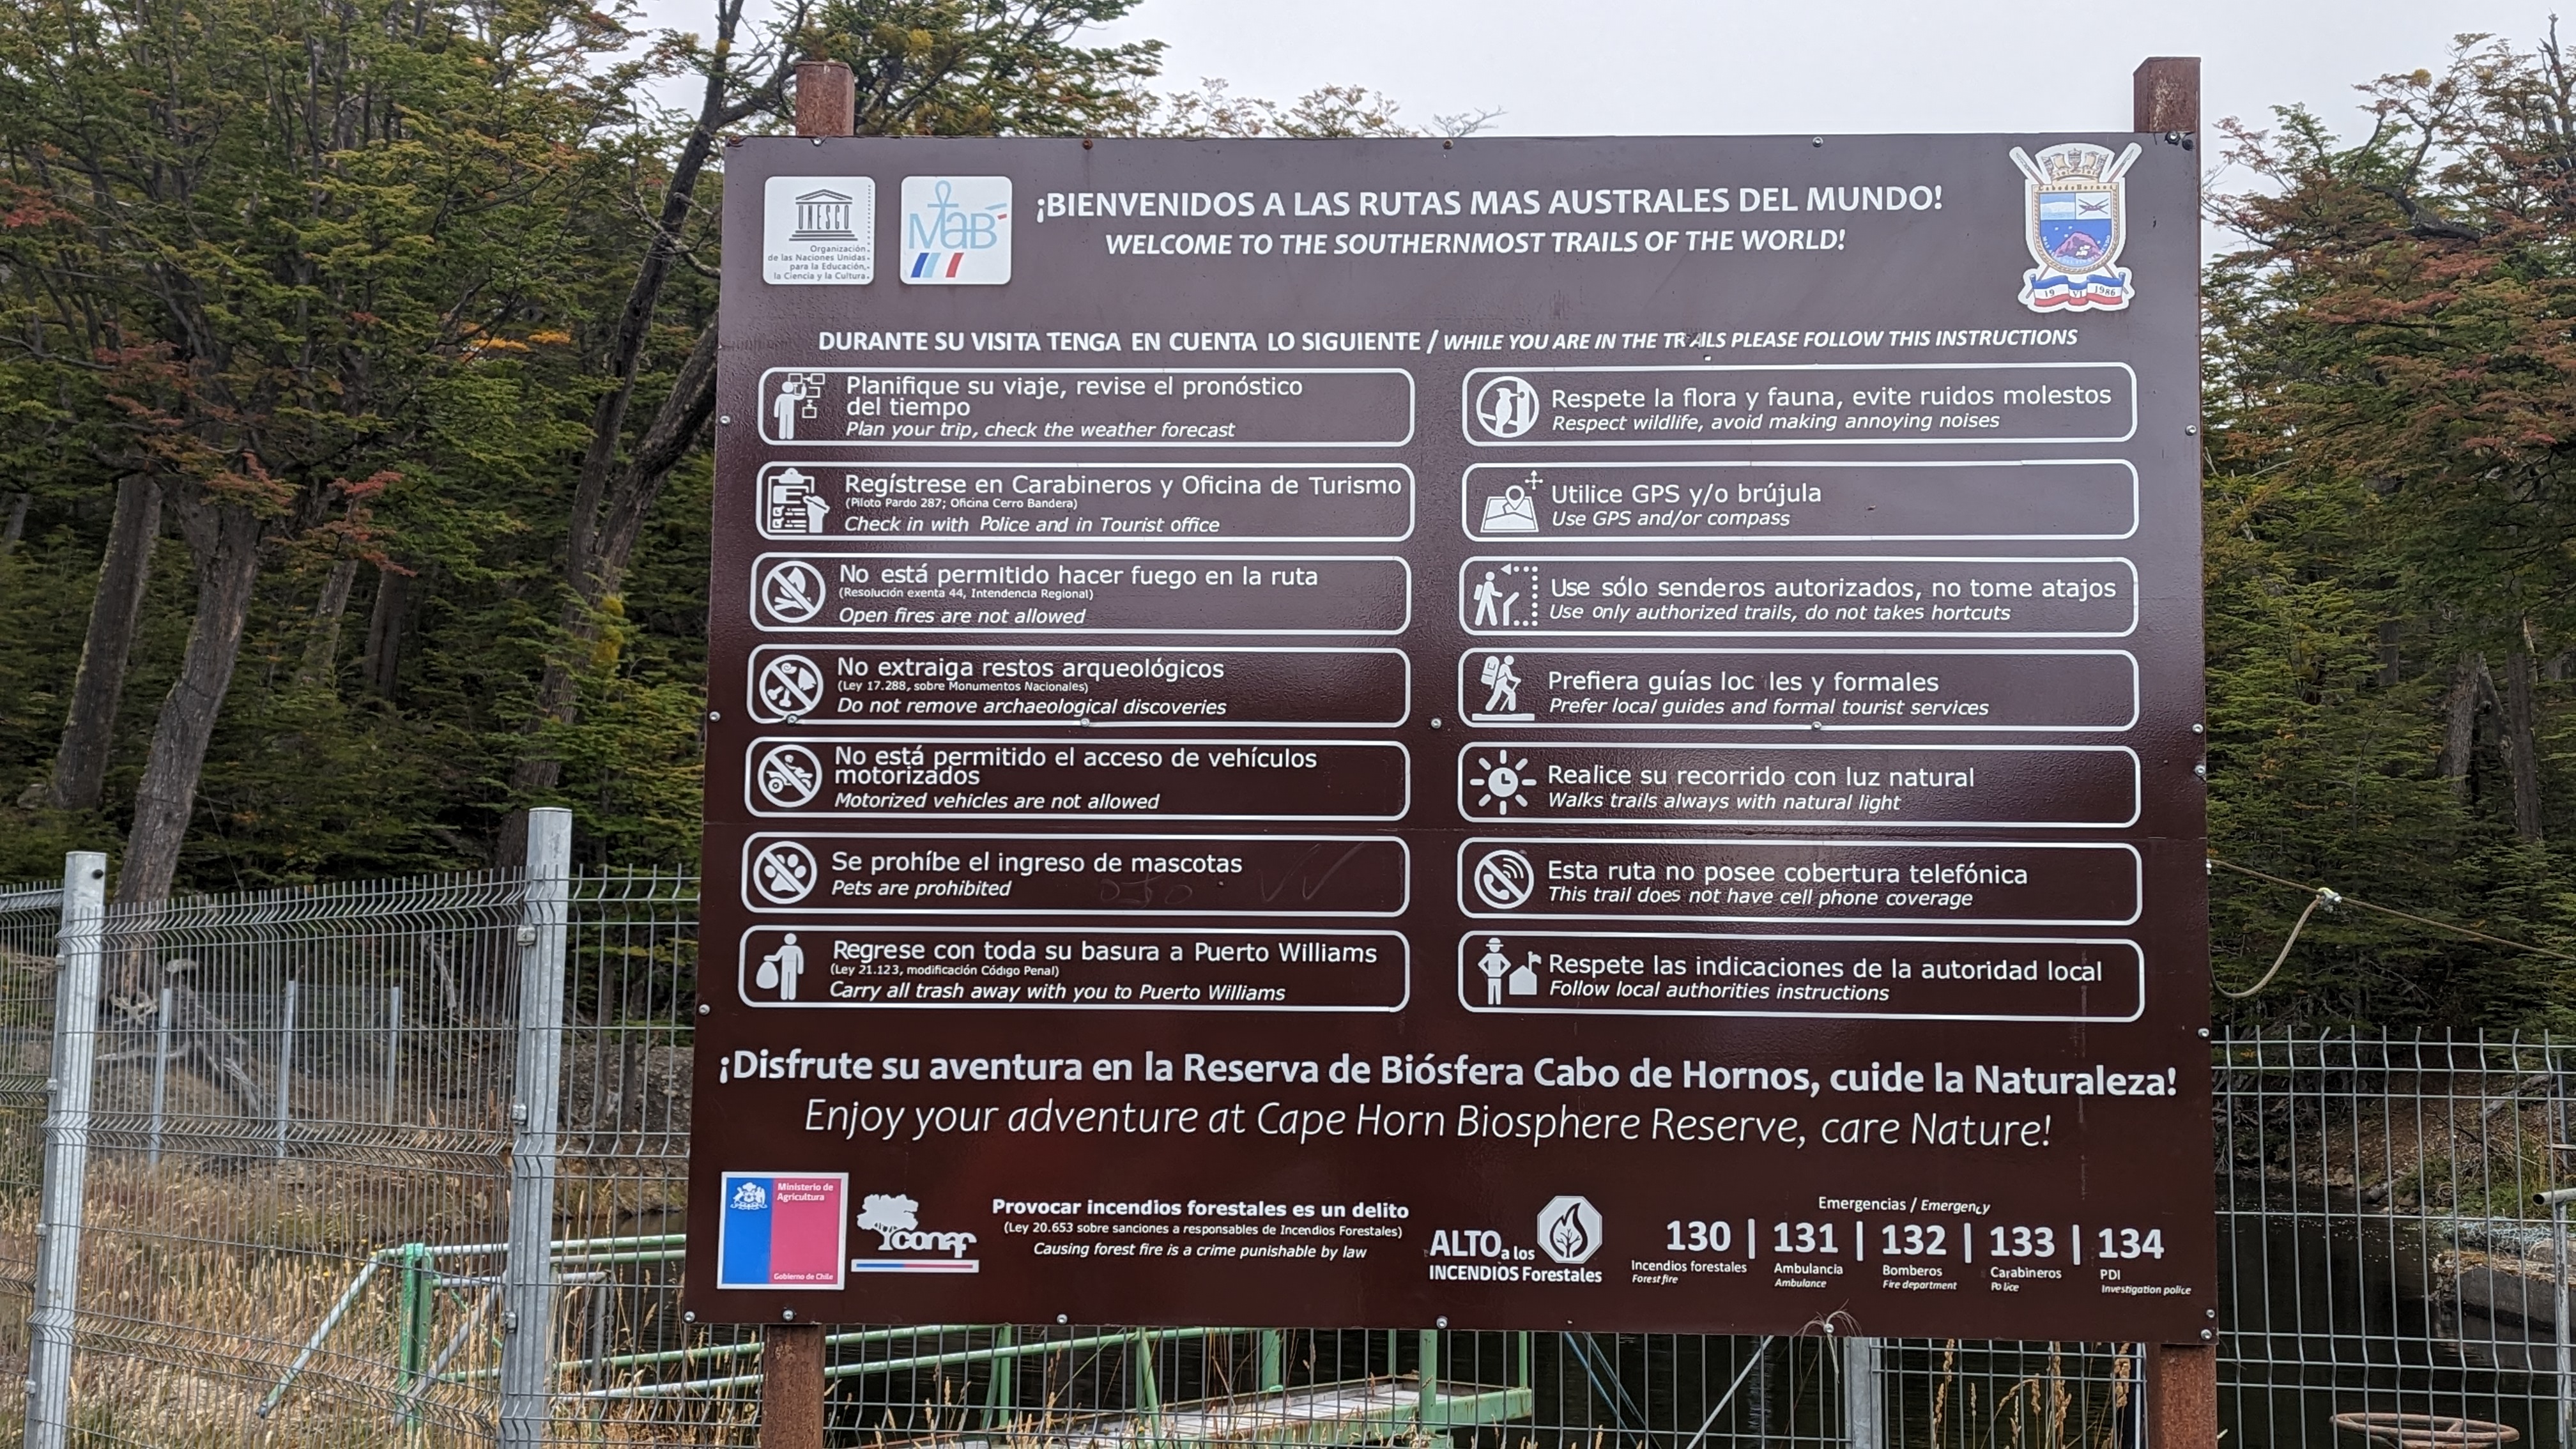 UNESCO
Organización
de las Naciones Unidas
para la Educación,
la Ciencia y la Cultura
MaB
¡BIENVENIDOS A LAS RUTAS MAS AUSTRALES DEL MUNDO!
WELCOME TO THE SOUTHERNMOST TRAILS OF THE WORLD!
Cabo de Hornos
19 VI 1986
DURANTE SU VISITA TENGA EN CUENTA LO SIGUIENTE / WHILE YOU ARE IN THE TRAILS PLEASE FOLLOW THIS INSTRUCTIONS
Planifique su viaje, revise el pronóstico
del tiempo
Plan your trip, check the weather forecast
Regístrese en Carabineros y Oficina de Turismo
(Piloto Pardo 287; Oficina Cerro Bandera)
Check in with Police and in Tourist office
No está permitido hacer fuego en la ruta
(Resolución exenta 44, Intendencia Regional)
Open fires are not allowed
No extraiga restos arqueológicos
(Ley 17.288, sobre Monumentos Nacionales)
Do not remove archaeological discoveries
No está permitido el acceso de vehículos
motorizados
Motorized vehicles are not allowed
Se prohíbe el ingreso de mascotas
Pets are prohibited
Regrese con toda su basura a Puerto Williams
(Ley 21.123, modificación Código Penal)
Carry all trash away with you to Puerto Williams
Respete la flora y fauna, evite ruidos molestos
Respect wildlife, avoid making annoying noises
Utilice GPS y/o brújula
Use GPS and/or compass
Use sólo senderos autorizados, no tome atajos
Use only authorized trails, do not takes hortcuts
Prefiera guías loc les y formales
Prefer local guides and formal tourist services
Realice su recorrido con luz natural
Walks trails always with natural light
Esta ruta no posee cobertura telefónica
This trail does not have cell phone coverage
Respete las indicaciones de la autoridad local
Follow local authorities instructions
¡Disfrute su aventura en la Reserva de Biósfera Cabo de Hornos, cuide la Naturaleza!
Enjoy your adventure at Cape Horn Biosphere Reserve, care Nature!
Ministerio de
Agricultura
Gobierno de Chile
conaf
Provocar incendios forestales es un delito
(Ley 20.653 sobre sanciones a responsables de Incendios Forestales)
Causing forest fire is a crime punishable by law
ALTO a los
INCENDIOS Forestales
Emergencias / Emergency
130 | 131 | 132 | 133 | 134
Incendios forestales Ambulancia Bomberos Carabineros PDI
Forest fire Ambulance Fire department Police Investigation police